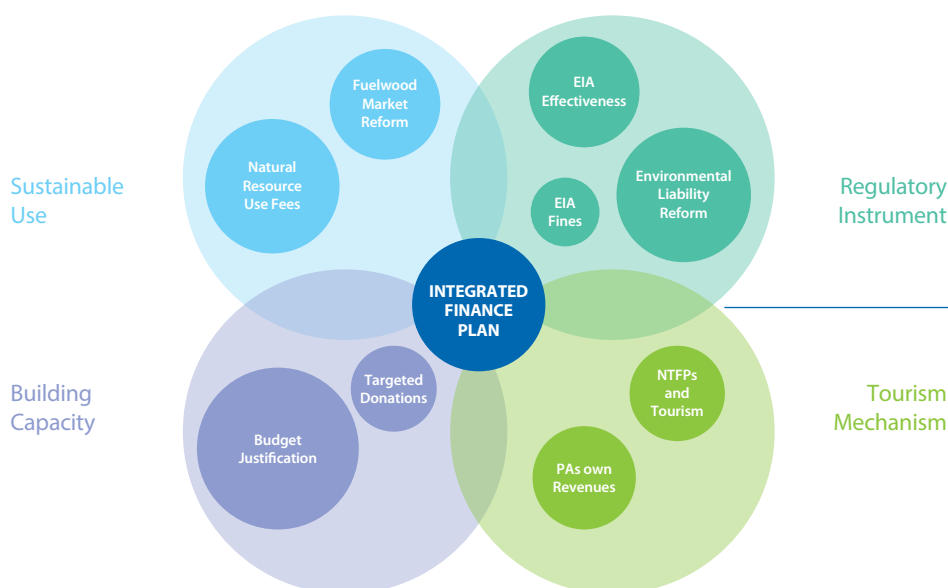 Sustainable
Use
Fuelwood
Market
Reform
Natural
Resource
Use Fees
EIA
Effectiveness
EIA
Fines
Environmental
Liability
Reform
Regulatory
Instrument
INTEGRATED
FINANCE
PLAN
Building
Capacity
Targeted
Donations
Budget
Justification
NTFPs
and
Tourism
PAs own
Revenues
Tourism
Mechanism